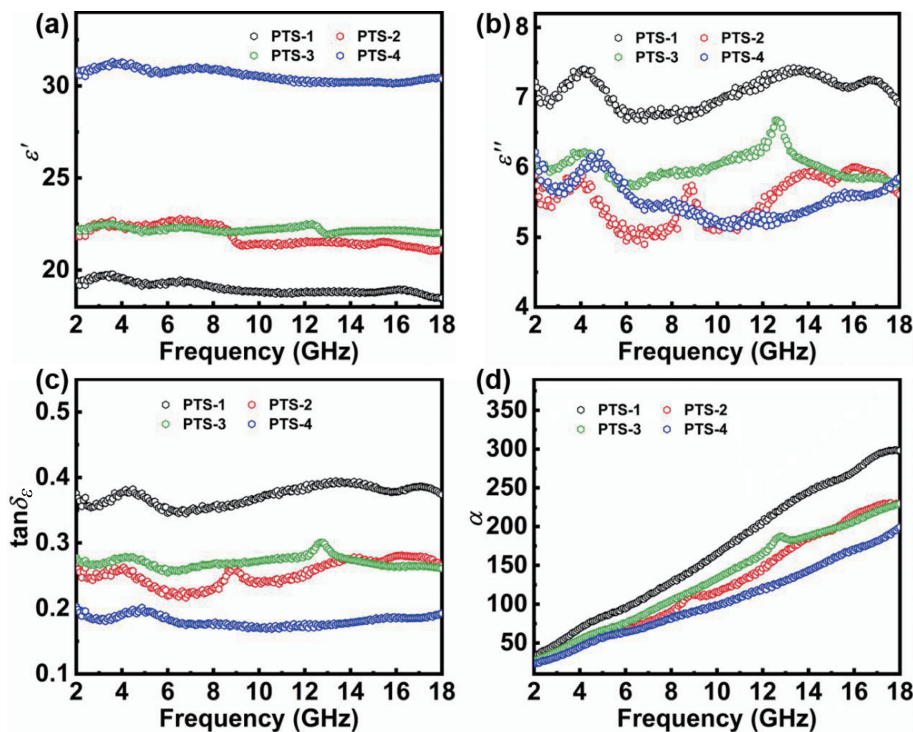 (a)
PTS-1 PTS-2
PTS-3 PTS-4
ε'
30
25
20
2 4 6 8 10 12 14 16 18
Frequency (GHz)
(b)
PTS-1 PTS-2
PTS-3 PTS-4
ε''
8
7
6
5
4
2 4 6 8 10 12 14 16 18
Frequency (GHz)
(c)
PTS-1 PTS-2
PTS-3 PTS-4
tanδε
0.5
0.4
0.3
0.2
0.1
2 4 6 8 10 12 14 16 18
Frequency (GHz)
(d)
PTS-1 PTS-2
PTS-3 PTS-4
α
350
300
250
200
150
100
50
2 4 6 8 10 12 14 16 18
Frequency (GHz)